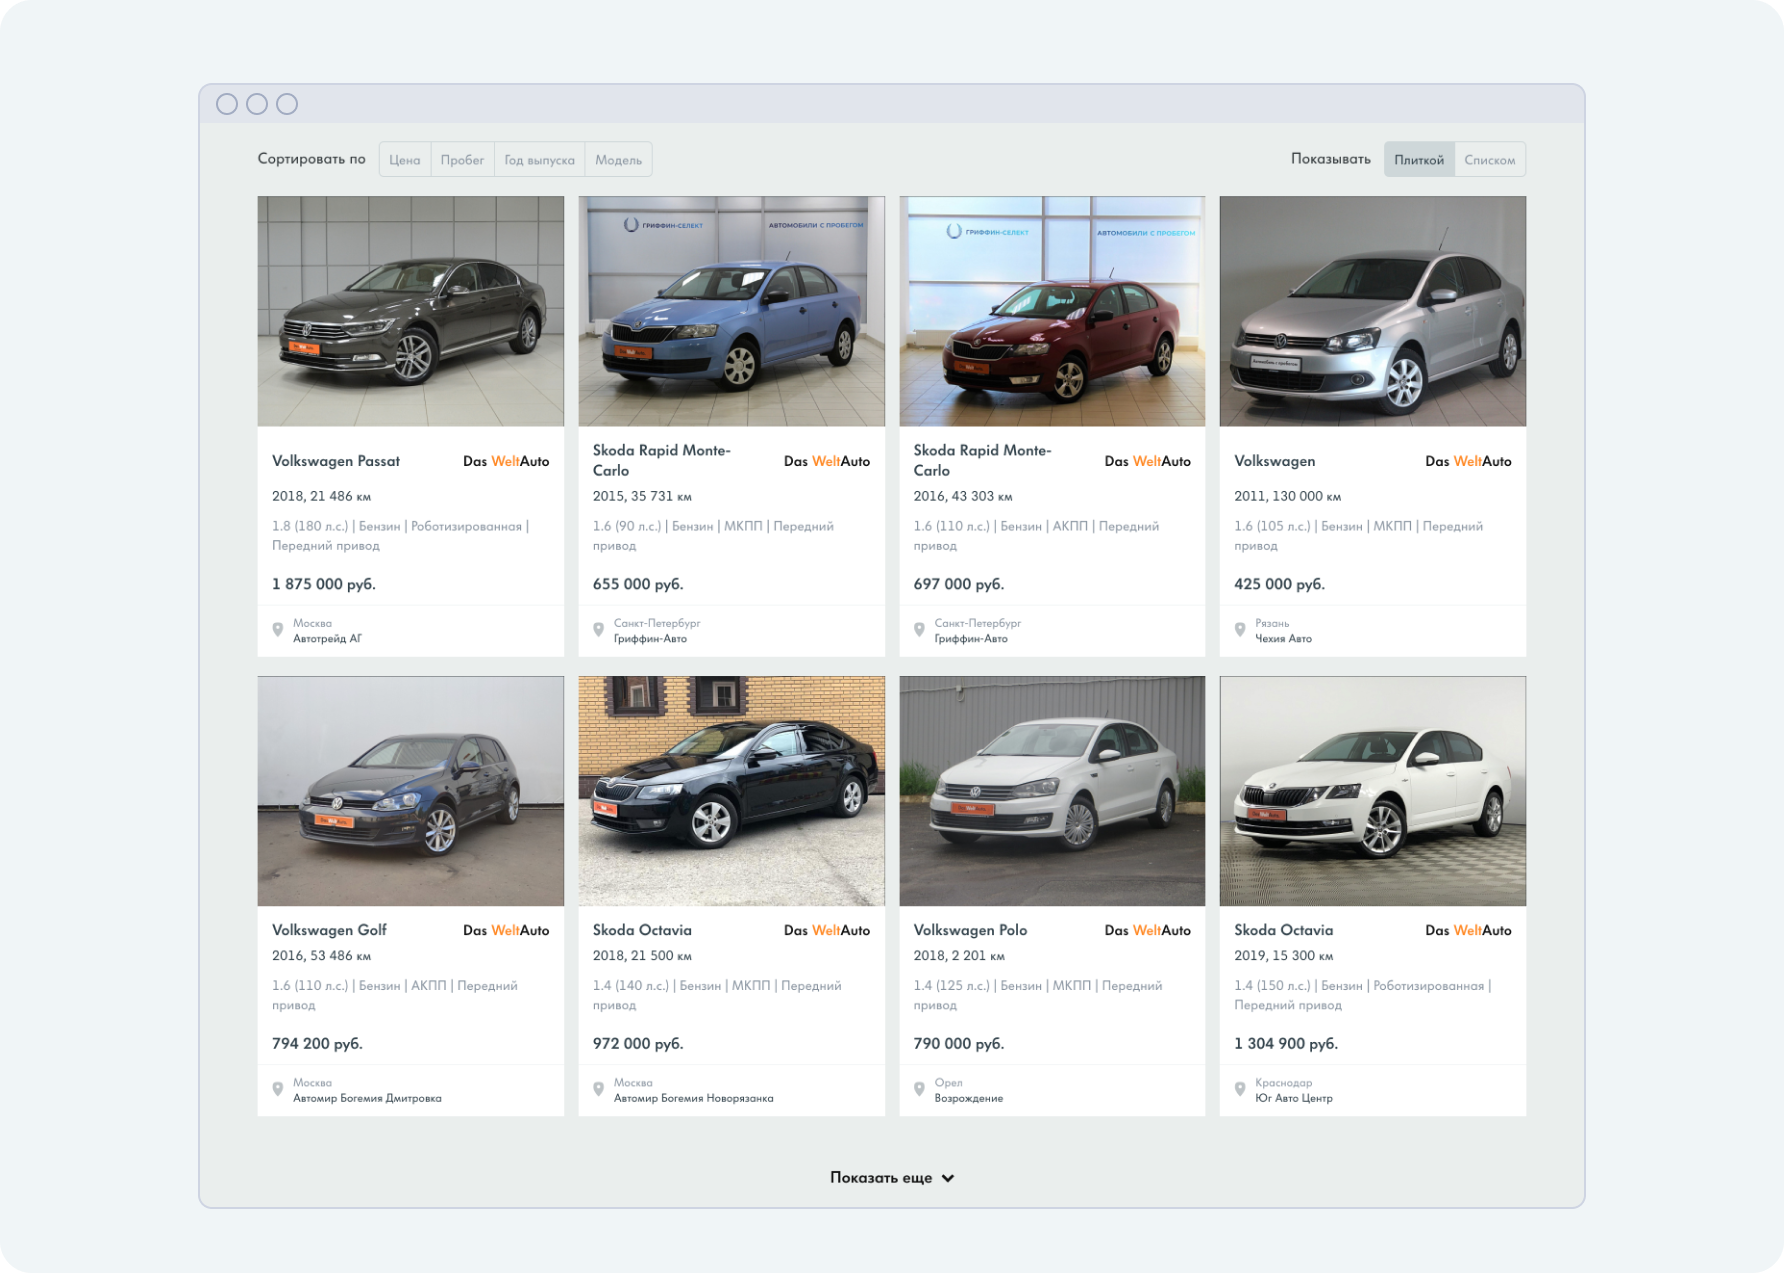 Сортировать по Цена Пробег Год выпуска Модель Показывать Плиткой Списком
ГРИФФИН-СЕЛЕКТ АВТОМОБИЛИ С ПРОБЕГОМ
ГРИФФИН-СЕЛЕКТ АВТОМОБИЛИ С ПРОБЕГОМ
Volkswagen Passat
Das WeltAuto
2018, 21 486 км
1.8 (180 л.с.) | Бензин | Роботизированная |
Передний привод
1 875 000 руб.
Москва
Автотрейд АГ
Skoda Rapid Monte-
Carlo
Das WeltAuto
2015, 35 731 км
1.6 (90 л.с.) | Бензин | МКПП | Передний
привод
655 000 руб.
Санкт-Петербург
Гриффин-Авто
Skoda Rapid Monte-
Carlo
Das WeltAuto
2016, 43 303 км
1.6 (110 л.с.) | Бензин | АКПП | Передний
привод
697 000 руб.
Санкт-Петербург
Гриффин-Авто
Автомобили с пробегом
Volkswagen
Das WeltAuto
2011, 130 000 км
1.6 (105 л.с.) | Бензин | МКПП | Передний
привод
425 000 руб.
Рязань
Чехия Авто
Volkswagen Golf
Das WeltAuto
2016, 53 486 км
1.6 (110 л.с.) | Бензин | АКПП | Передний
привод
794 200 руб.
Москва
Автомир Богемия Дмитровка
Skoda Octavia
Das WeltAuto
2018, 21 500 км
1.4 (140 л.с.) | Бензин | МКПП | Передний
привод
972 000 руб.
Москва
Автомир Богемия Новорязанка
Volkswagen Polo
Das WeltAuto
2018, 2 201 км
1.4 (125 л.с.) | Бензин | МКПП | Передний
привод
790 000 руб.
Орел
Возрождение
Skoda Octavia
Das WeltAuto
2019, 15 300 км
1.4 (150 л.с.) | Бензин | Роботизированная |
Передний привод
1 304 900 руб.
Краснодар
Юг Авто Центр
Показать еще